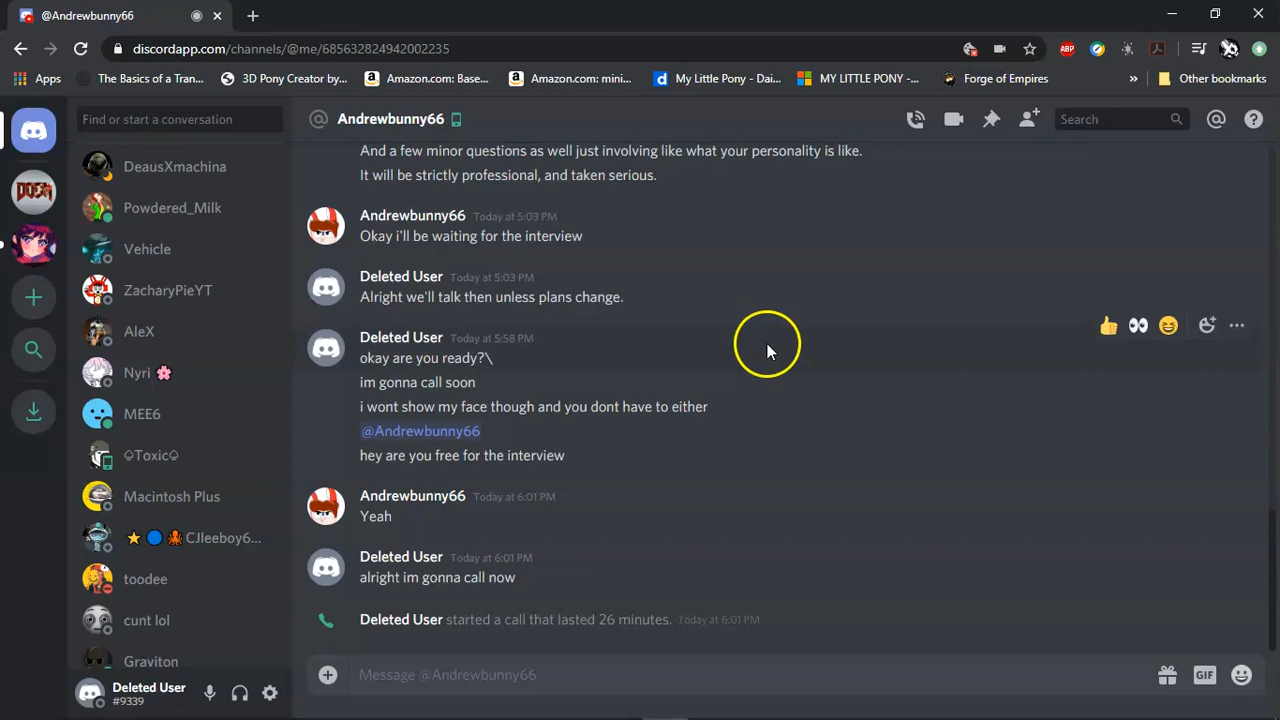 @Andrewbunny66
discordapp.com/channels/@me/685632824942002235
ABP
Apps
The Basics of a Tran...
3D Pony Creator by...
Amazon.com: Base...
Amazon.com: mini...
My Little Pony - Dai...
MY LITTLE PONY -...
Forge of Empires
»
Other bookmarks
Find or start a conversation
@ Andrewbunny66
Search
DOOM
DeausXmachina
Powdered_Milk
Vehicle
ZacharyPieYT
AleX
Nyri 🌸
MEE6
♤Toxic♤
Macintosh Plus
⭐ 🔵 🐙 CJleeboy6...
toodee
cunt lol
Graviton
Deleted User
#9339
And a few minor questions as well just involving like what your personality is like.
It will be strictly professional, and taken serious.
Andrewbunny66 Today at 5:03 PM
Okay i'll be waiting for the interview
Deleted User Today at 5:03 PM
Alright we'll talk then unless plans change.
Deleted User Today at 5:58 PM
okay are you ready?\
im gonna call soon
i wont show my face though and you dont have to either
@Andrewbunny66
hey are you free for the interview
Andrewbunny66 Today at 6:01 PM
Yeah
Deleted User Today at 6:01 PM
alright im gonna call now
Deleted User started a call that lasted 26 minutes. Today at 6:01 PM
Message @Andrewbunny66
GIF